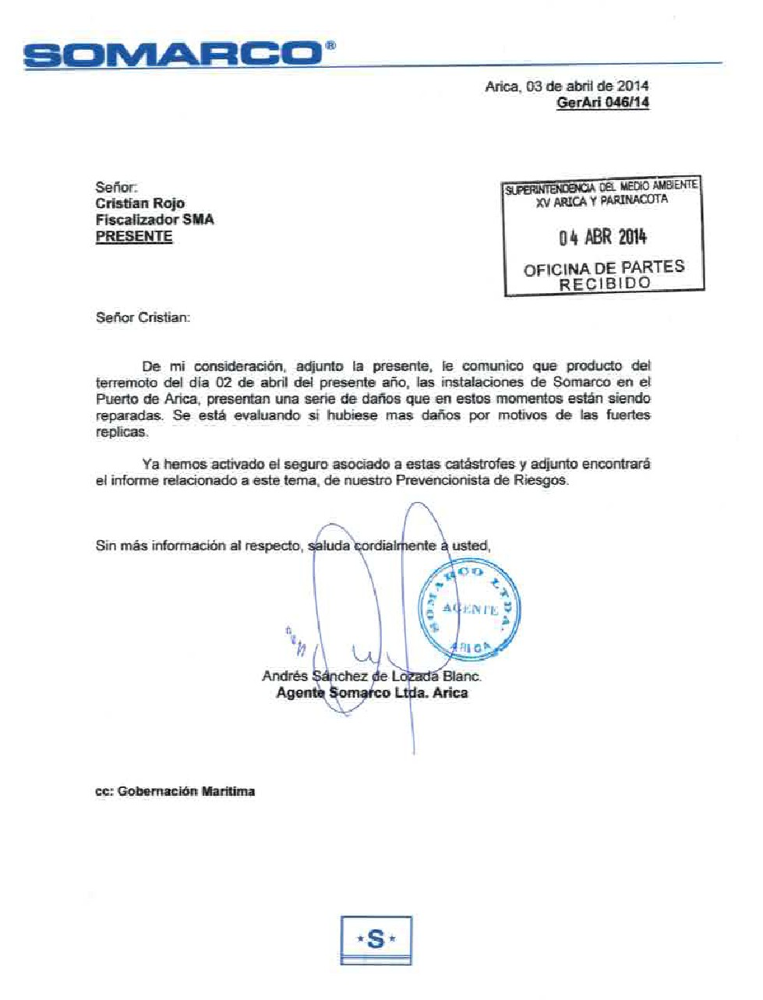 SOMARCO®
Arica, 03 de abril de 2014
GerAri 046/14
Señor:
Cristian Rojo
Fiscalizador SMA
PRESENTE
SUPERINTENDENCIA DEL MEDIO AMBIENTE
XV ARICA Y PARINACOTA
04 ABR 2014
OFICINA DE PARTES
RECIBIDO
Señor Cristian:
De mi consideración, adjunto la presente, le comunico que producto del
terremoto del día 02 de abril del presente año, las instalaciones de Somarco en el
Puerto de Arica, presentan una serie de daños que en estos momentos están siendo
reparadas. Se está evaluando si hubiese mas daños por motivos de las fuertes
replicas.
Ya hemos activado el seguro asociado a estas catástrofes y adjunto encontrará
el informe relacionado a este tema, de nuestro Prevencionista de Riesgos.
Sin más información al respecto, saluda cordialmente a usted,
SOMARCO LTDA.
AGENTE
ARICA
Andrés Sánchez de Lozada Blanc.
Agente Somarco Ltda. Arica
cc: Gobernación Maritima
*S*